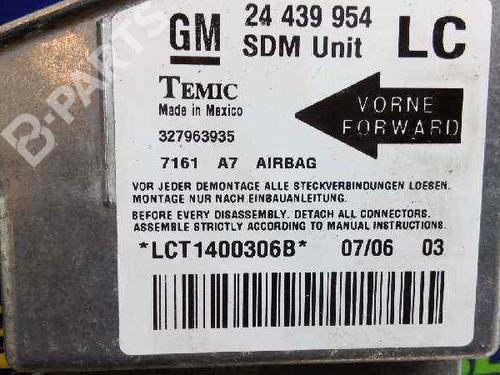 GM 24 439 954 LC
SDM Unit
TEMIC
Made in Mexico
VORNE
FORWARD
327963935
7161 A7 AIRBAG
VOR JEDER DEMONTAGE ALLE STECKVERBINDUNGEN LOESEN.
MONTAGE NUR NACH EINBAUANLEITUNG.
BEFORE EVERY DISASSEMBLY. DETACH ALL CONNECTORS.
ASSEMBLE STRICTLY ACCORDING TO MANUAL INSTRUCTIONS.
*LCT1400306B* 07/06 03
B-PARTS